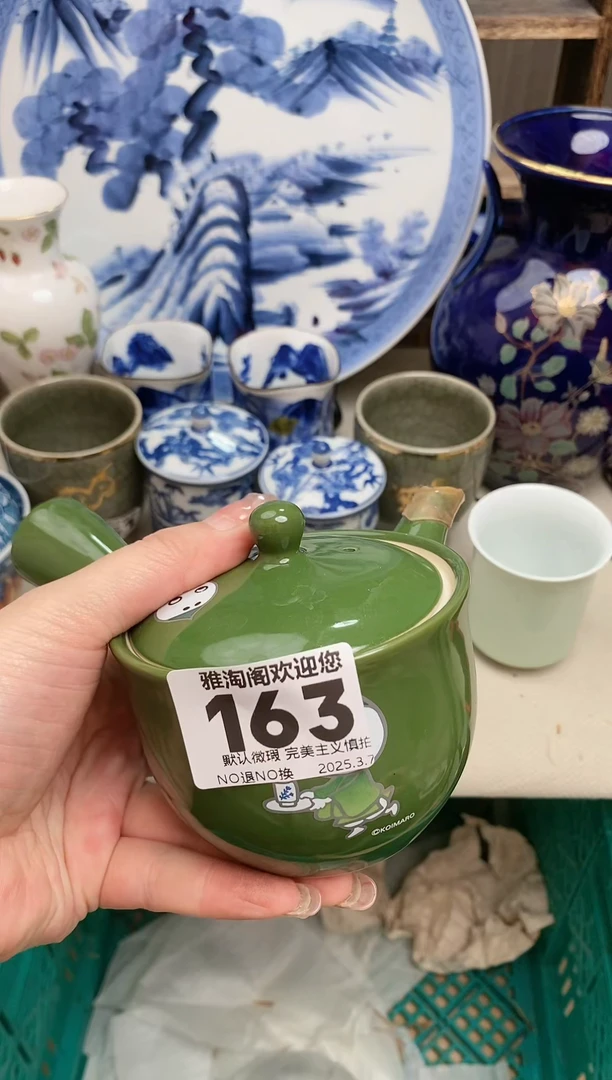 雅淘阁欢迎您
163
默认微瑕 完美主义慎拍
NO退NO换 2025.3.7
©KOIMARO